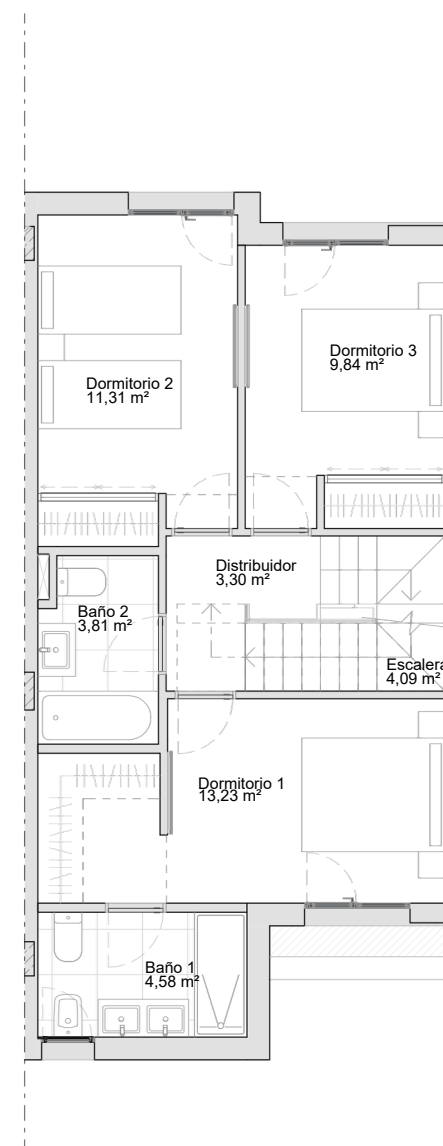 Dormitorio 3
9,84 m²
Dormitorio 2
11,31 m²
Distribuidor
3,30 m²
Baño 2
3,81 m²
Escalera
4,09 m²
Dormitorio 1
13,23 m²
Baño 1
4,58 m²